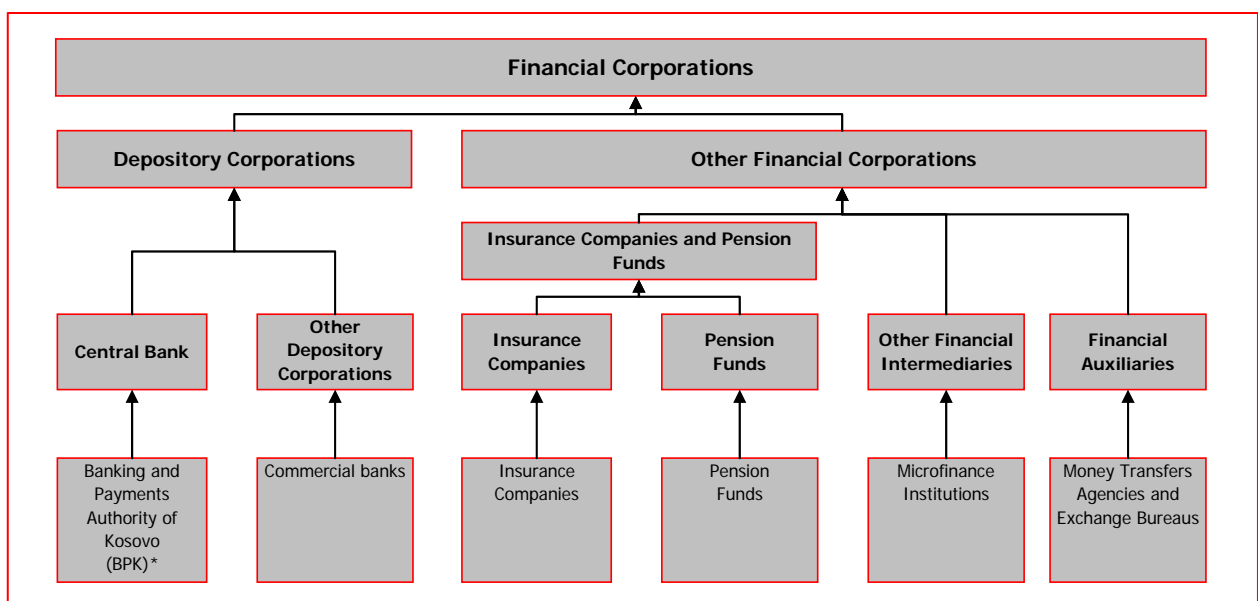 Financial Corporations
Depository Corporations
Other Financial Corporations
Insurance Companies and Pension
Funds
Central Bank
Other
Depository
Corporations
Insurance
Companies
Pension
Funds
Other Financial
Intermediaries
Financial
Auxiliaries
Banking and
Payments
Authority of
Kosovo
(BPK)*
Commercial banks
Insurance
Companies
Pension
Funds
Microfinance
Institutions
Money Transfers
Agencies and
Exchange Bureaus